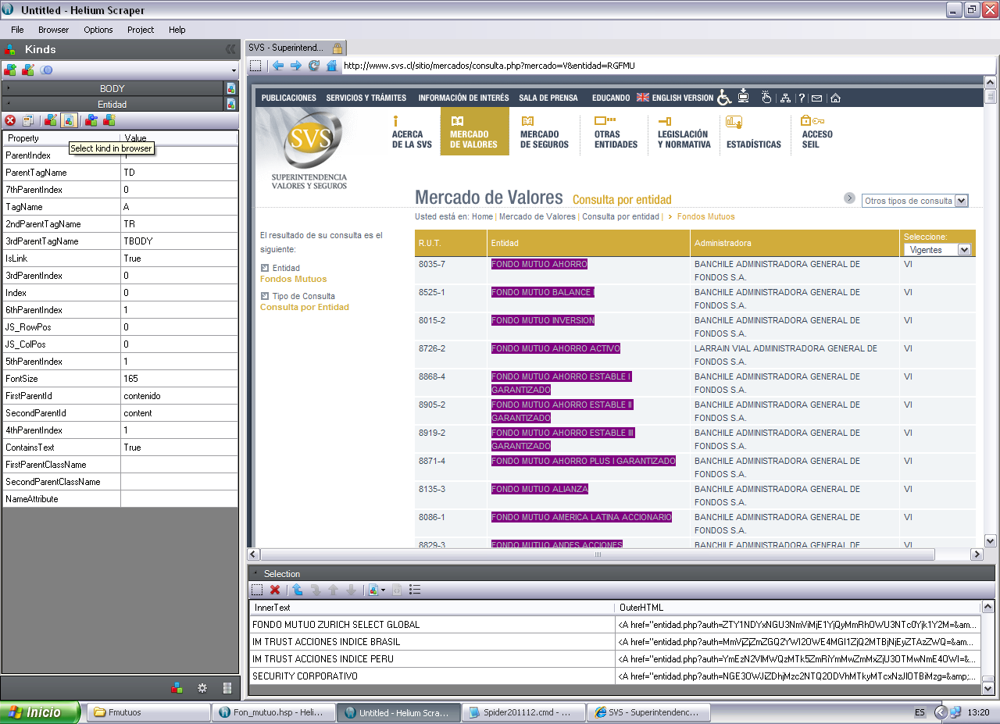 Untitled - Helium Scraper
File Browser Options Project Help
Kinds
BODY
Entidad
Property Value
Select kind in browser
ParentIndex
ParentTagName TD
7thParentIndex 0
TagName A
2ndParentTagName TR
3rdParentTagName TBODY
IsLink True
3rdParentIndex 0
Index 0
6thParentIndex 1
JS_RowPos 0
JS_ColPos 0
5thParentIndex 1
FontSize 165
FirstParentId contenido
SecondParentId content
4thParentIndex 1
ContainsText True
FirstParentClassName
SecondParentClassName
NameAttribute
SVS - Superintend...
http://www.svs.cl/sitio/mercados/consulta.php?mercado=V&entidad=RGFMU
PUBLICACIONES SERVICIOS Y TRÁMITES INFORMACIÓN DE INTERÉS SALA DE PRENSA EDUCANDO ENGLISH VERSION
SVS
SUPERINTENDENCIA
VALORES Y SEGUROS
ACERCA
DE LA SVS
MERCADO
DE VALORES
MERCADO
DE SEGUROS
OTRAS
ENTIDADES
LEGISLACIÓN
Y NORMATIVA
ESTADÍSTICAS
ACCESO
SEIL
Mercado de Valores Consulta por entidad
Otros tipos de consulta
Usted está en: Home | Mercado de Valores | Consulta por entidad | > Fondos Mutuos
El resultado de su consulta es el
siguiente:
Entidad
Fondos Mutuos
Tipo de Consulta
Consulta por Entidad
R.U.T. Entidad Administradora Seleccione:
Vigentes
8035-7 FONDO MUTUO AHORRO BANCHILE ADMINISTRADORA GENERAL DE VI
FONDOS S.A.
8525-1 FONDO MUTUO BALANCE I BANCHILE ADMINISTRADORA GENERAL DE VI
FONDOS S.A.
8015-2 FONDO MUTUO INVERSION BANCHILE ADMINISTRADORA GENERAL DE VI
FONDOS S.A.
8726-2 FONDO MUTUO AHORRO ACTIVO LARRAIN VIAL ADMINISTRADORA GENERAL DE VI
FONDOS S.A.
8868-4 FONDO MUTUO AHORRO ESTABLE I BANCHILE ADMINISTRADORA GENERAL DE VI
GARANTIZADO FONDOS S.A.
8905-2 FONDO MUTUO AHORRO ESTABLE II BANCHILE ADMINISTRADORA GENERAL DE VI
GARANTIZADO FONDOS S.A.
8919-2 FONDO MUTUO AHORRO ESTABLE III BANCHILE ADMINISTRADORA GENERAL DE VI
GARANTIZADO FONDOS S.A.
8871-4 FONDO MUTUO AHORRO PLUS I GARANTIZADO BANCHILE ADMINISTRADORA GENERAL DE VI
FONDOS S.A.
8135-3 FONDO MUTUO ALIANZA BANCHILE ADMINISTRADORA GENERAL DE VI
FONDOS S.A.
8086-1 FONDO MUTUO AMERICA LATINA ACCIONARIO BANCHILE ADMINISTRADORA GENERAL DE VI
FONDOS S.A.
8829-3 FONDO MUTUO ANDES ACCIONES BANCHILE ADMINISTRADORA GENERAL DE VI
Selection
InnerText OuterHTML
FONDO MUTUO ZURICH SELECT GLOBAL <A href="entidad.php?auth=
IM TRUST ACCIONES INDICE BRASIL <A href="entidad.php?auth=
IM TRUST ACCIONES INDICE PERU <A href="entidad.php?auth=
SECURITY CORPORATIVO <A href="entidad.php?auth=
Inicio Fmutuos Fon_mutuo.hsp - Heli... Untitled - Helium Scra... Spider201112.cmd - ... SVS - Superintendenc... ES 13:20